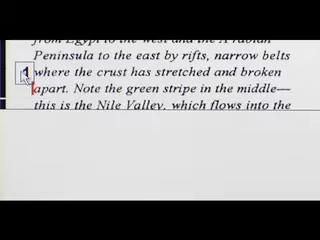 from Egypt to the west and the Arabian
Peninsula to the east by rifts, narrow belts
1 where the crust has stretched and broken
apart. Note the green stripe in the middle—
this is the Nile Valley, which flows into the